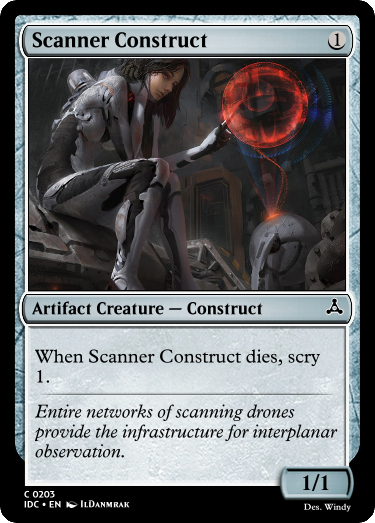 Scanner Construct 1
Artifact Creature — Construct
When Scanner Construct dies, scry
1.
Entire networks of scanning drones
provide the infrastructure for interplanar
observation.
1/1
C 0203
IDC • EN ILDANMRAK
Des. Windy